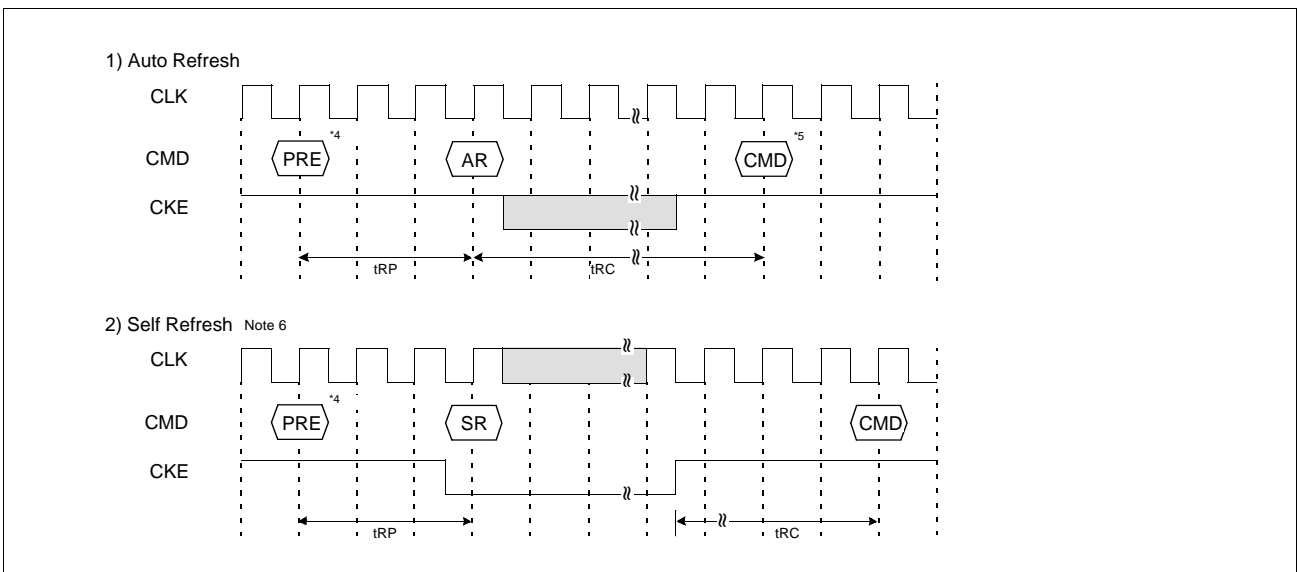 1) Auto Refresh
CLK
CMD PRE *4 AR CMD *5
CKE
tRP tRC
2) Self Refresh Note 6
CLK
CMD PRE *4 SR CMD
CKE
tRP tRC